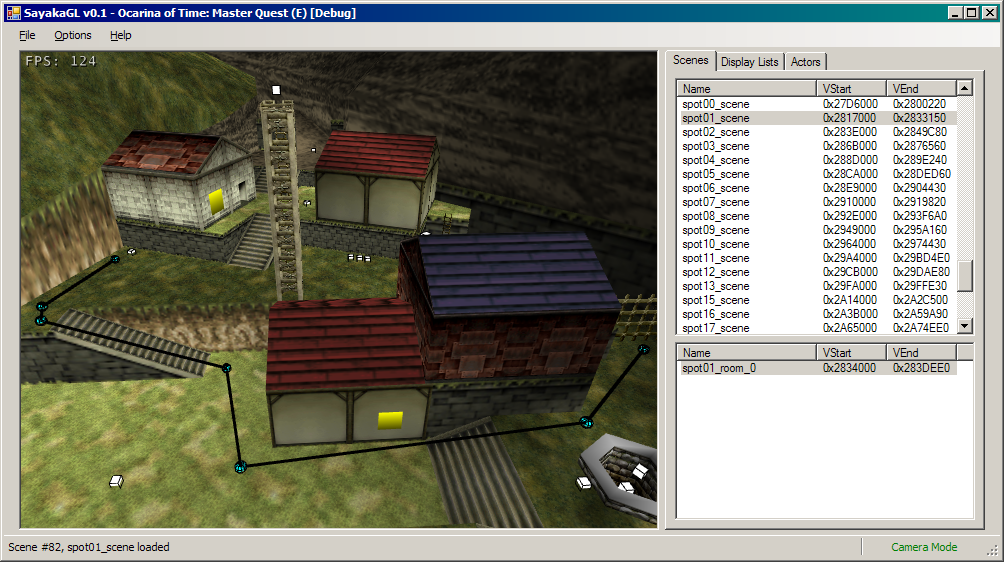 SayakaGL v0.1 - Ocarina of Time: Master Quest (E) [Debug]
File Options Help
FPS: 124
Scenes Display Lists Actors
Name VStart VEnd
spot00_scene 0x27D6000 0x2800220
spot01_scene 0x2817000 0x2833150
spot02_scene 0x283E000 0x2849C80
spot03_scene 0x286B000 0x2876560
spot04_scene 0x288D000 0x289E240
spot05_scene 0x28CA000 0x28DED60
spot06_scene 0x28E9000 0x2904430
spot07_scene 0x2910000 0x2919820
spot08_scene 0x292E000 0x293F6A0
spot09_scene 0x2949000 0x295A160
spot10_scene 0x2964000 0x2974430
spot11_scene 0x29A4000 0x29BD4E0
spot12_scene 0x29CB000 0x29DAE80
spot13_scene 0x29FA000 0x29FFE30
spot15_scene 0x2A14000 0x2A2C500
spot16_scene 0x2A3B000 0x2A59A90
spot17_scene 0x2A65000 0x2A74EE0
Name VStart VEnd
spot01_room_0 0x2834000 0x283DEE0
Scene #82, spot01_scene loaded
Camera Mode